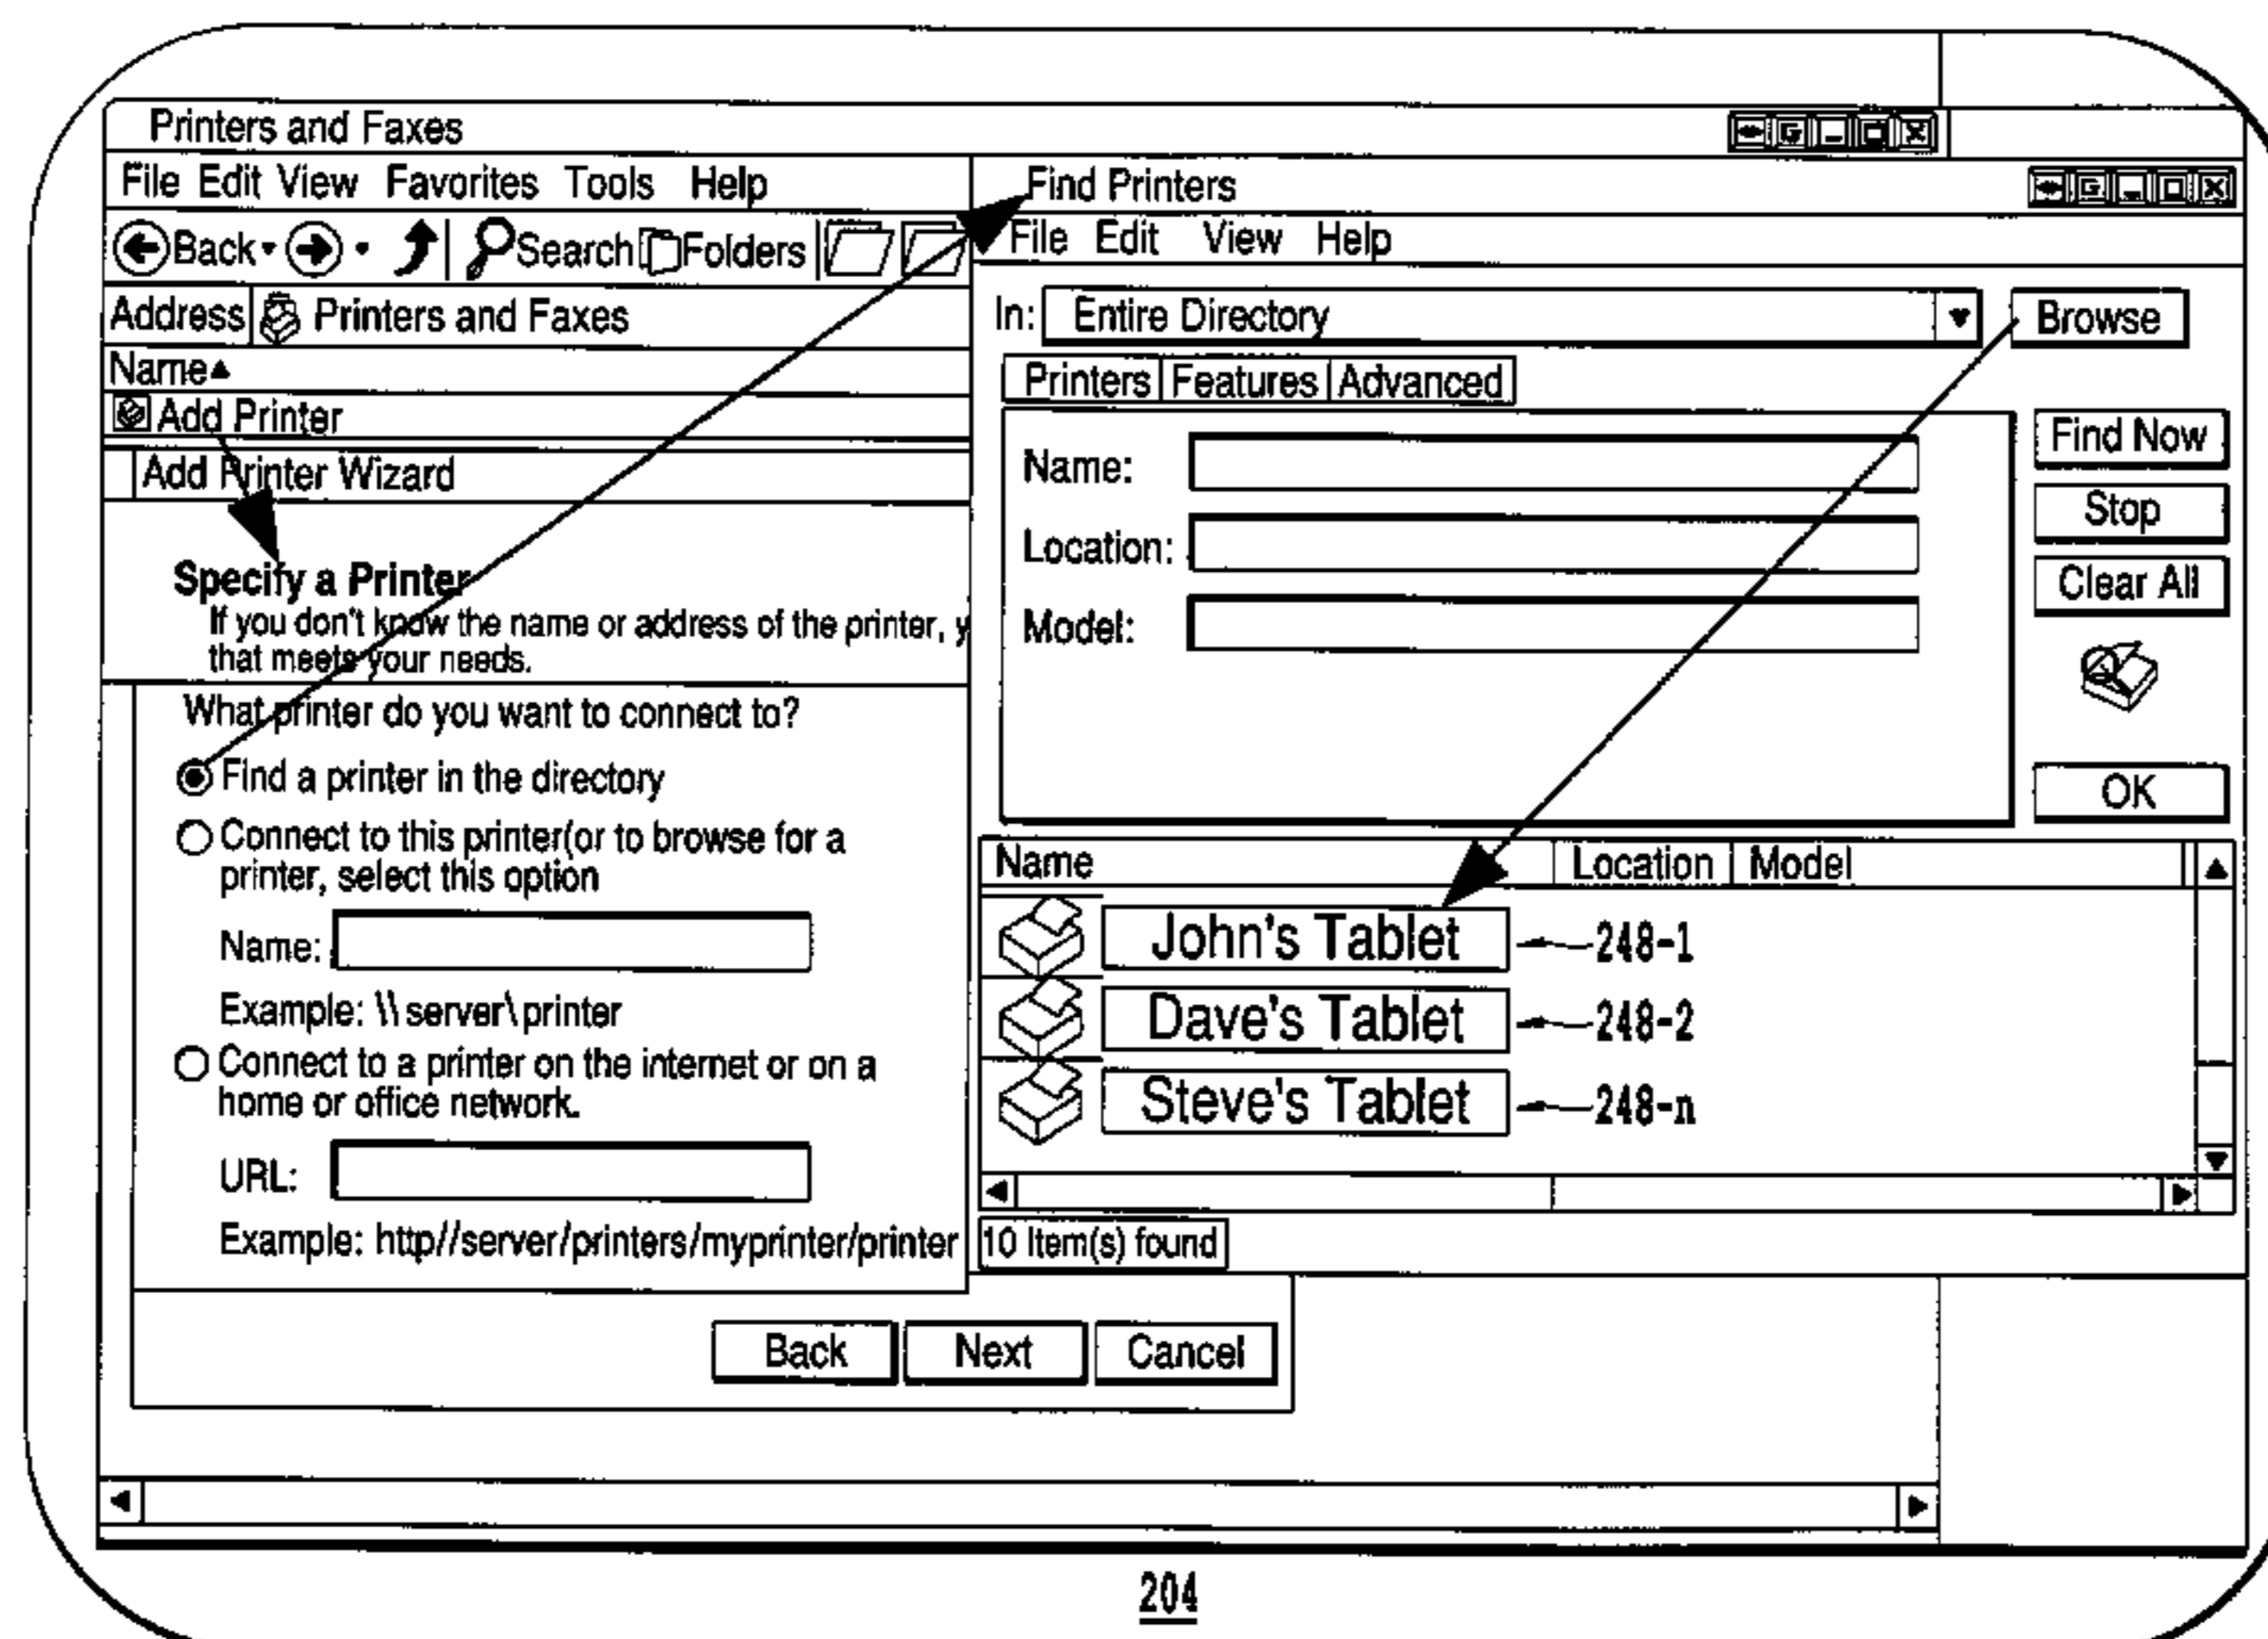 Printers and Faxes
File Edit View Favorites Tools Help
Back Search Folders
Address Printers and Faxes
Name
Add Printer
Add Printer Wizard
Specify a Printer
If you don't know the name or address of the printer, y
that meets your needs.
What printer do you want to connect to?
Find a printer in the directory
Connect to this printer(or to browse for a
printer, select this option
Name:
Example: \\server\printer
Connect to a printer on the internet or on a
home or office network.
URL:
Example: http//server/printers/myprinter/printer
Back Next Cancel
Find Printers
File Edit View Help
In: Entire Directory Browse
Printers Features Advanced
Name:
Location:
Model:
Find Now
Stop
Clear All
OK
Name Location Model
John's Tablet 248-1
Dave's Tablet 248-2
Steve's Tablet 248-n
10 Item(s) found
204